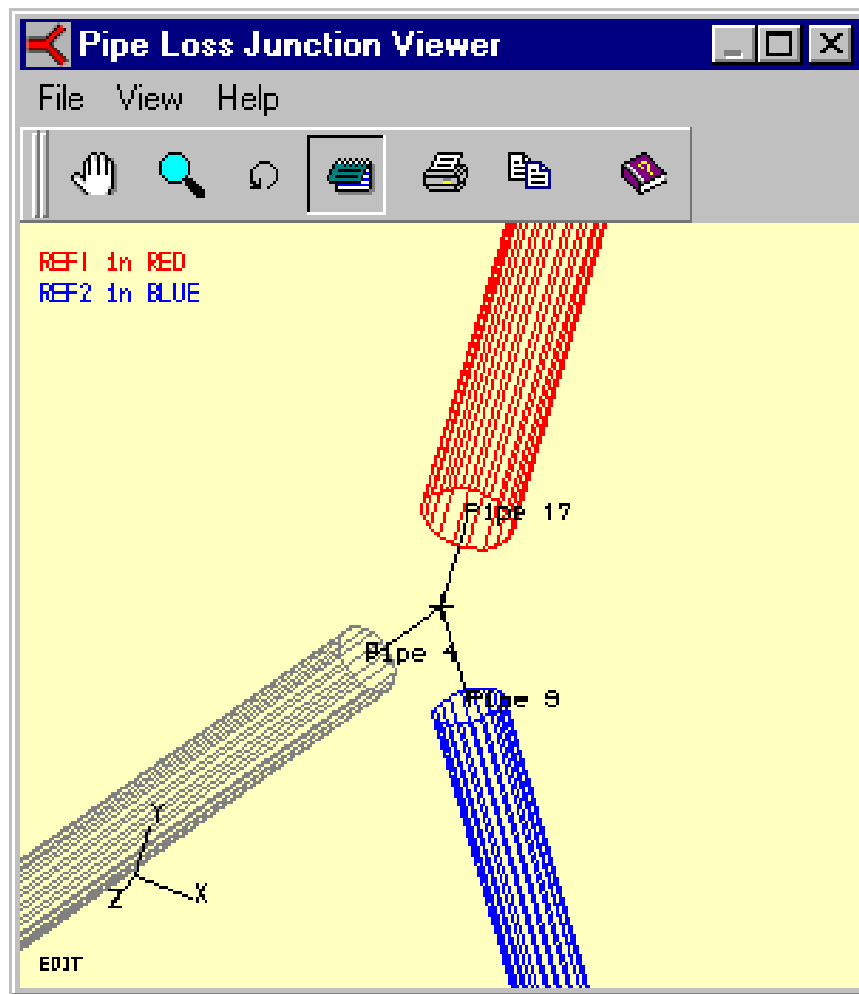 Pipe Loss Junction Viewer
File View Help
REF1 in RED
REF2 in BLUE
Pipe 17
Pipe 4
Pipe 9
Y
Z X
EDIT